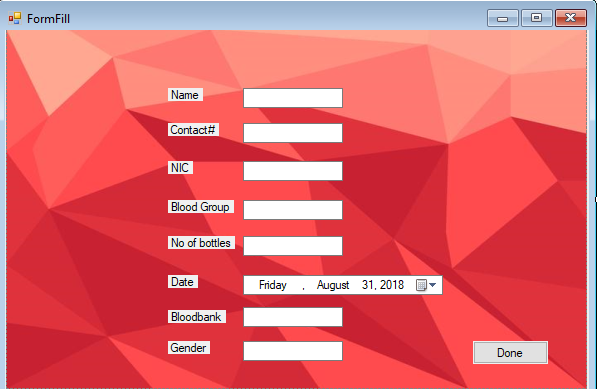 FormFill
Name
Contact#
NIC
Blood Group
No of bottles
Date Friday , August 31, 2018
Bloodbank
Gender
Done